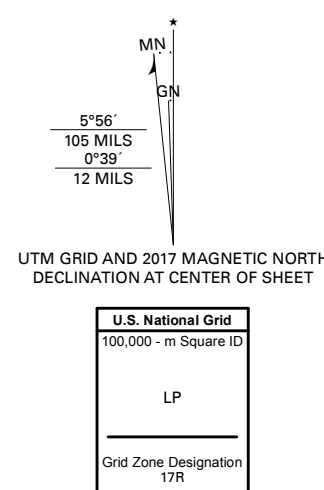 ★
MN
GN
5°56´
105 MILS
0°39´
12 MILS
UTM GRID AND 2017 MAGNETIC NORTH
DECLINATION AT CENTER OF SHEET
U.S. National Grid
100,000 - m Square ID
LP
Grid Zone Designation
17R